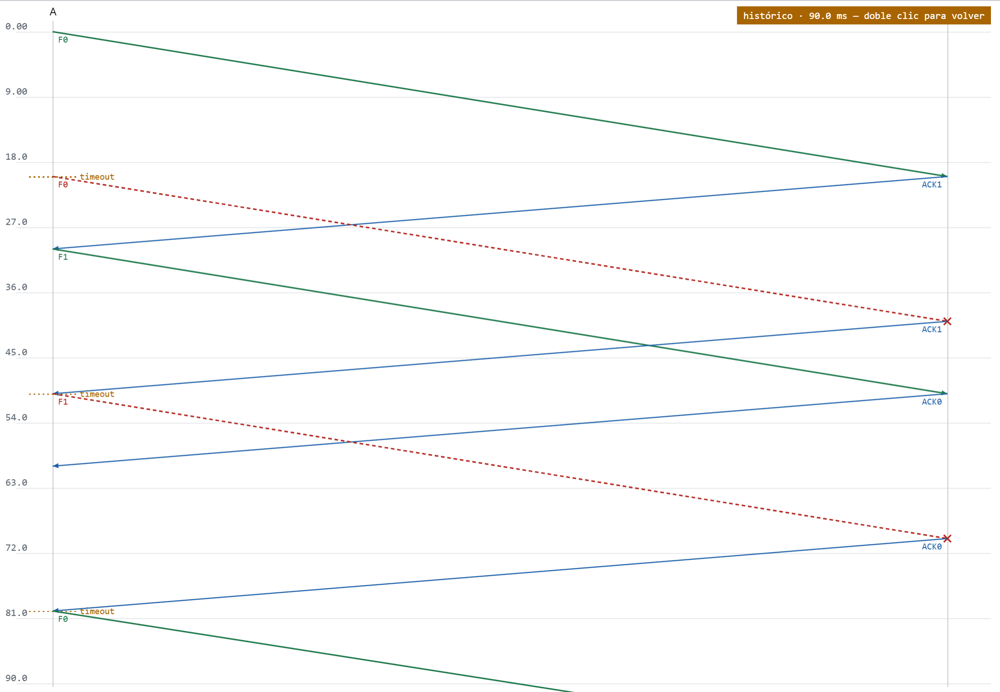 A
histórico · 90.0 ms — doble clic para volver
0.00
F0
9.00
18.0
timeout
F0
ACK1
27.0
F1
36.0
ACK1
45.0
timeout
F1
ACK0
54.0
63.0
72.0
ACK0
timeout
81.0
F0
90.0